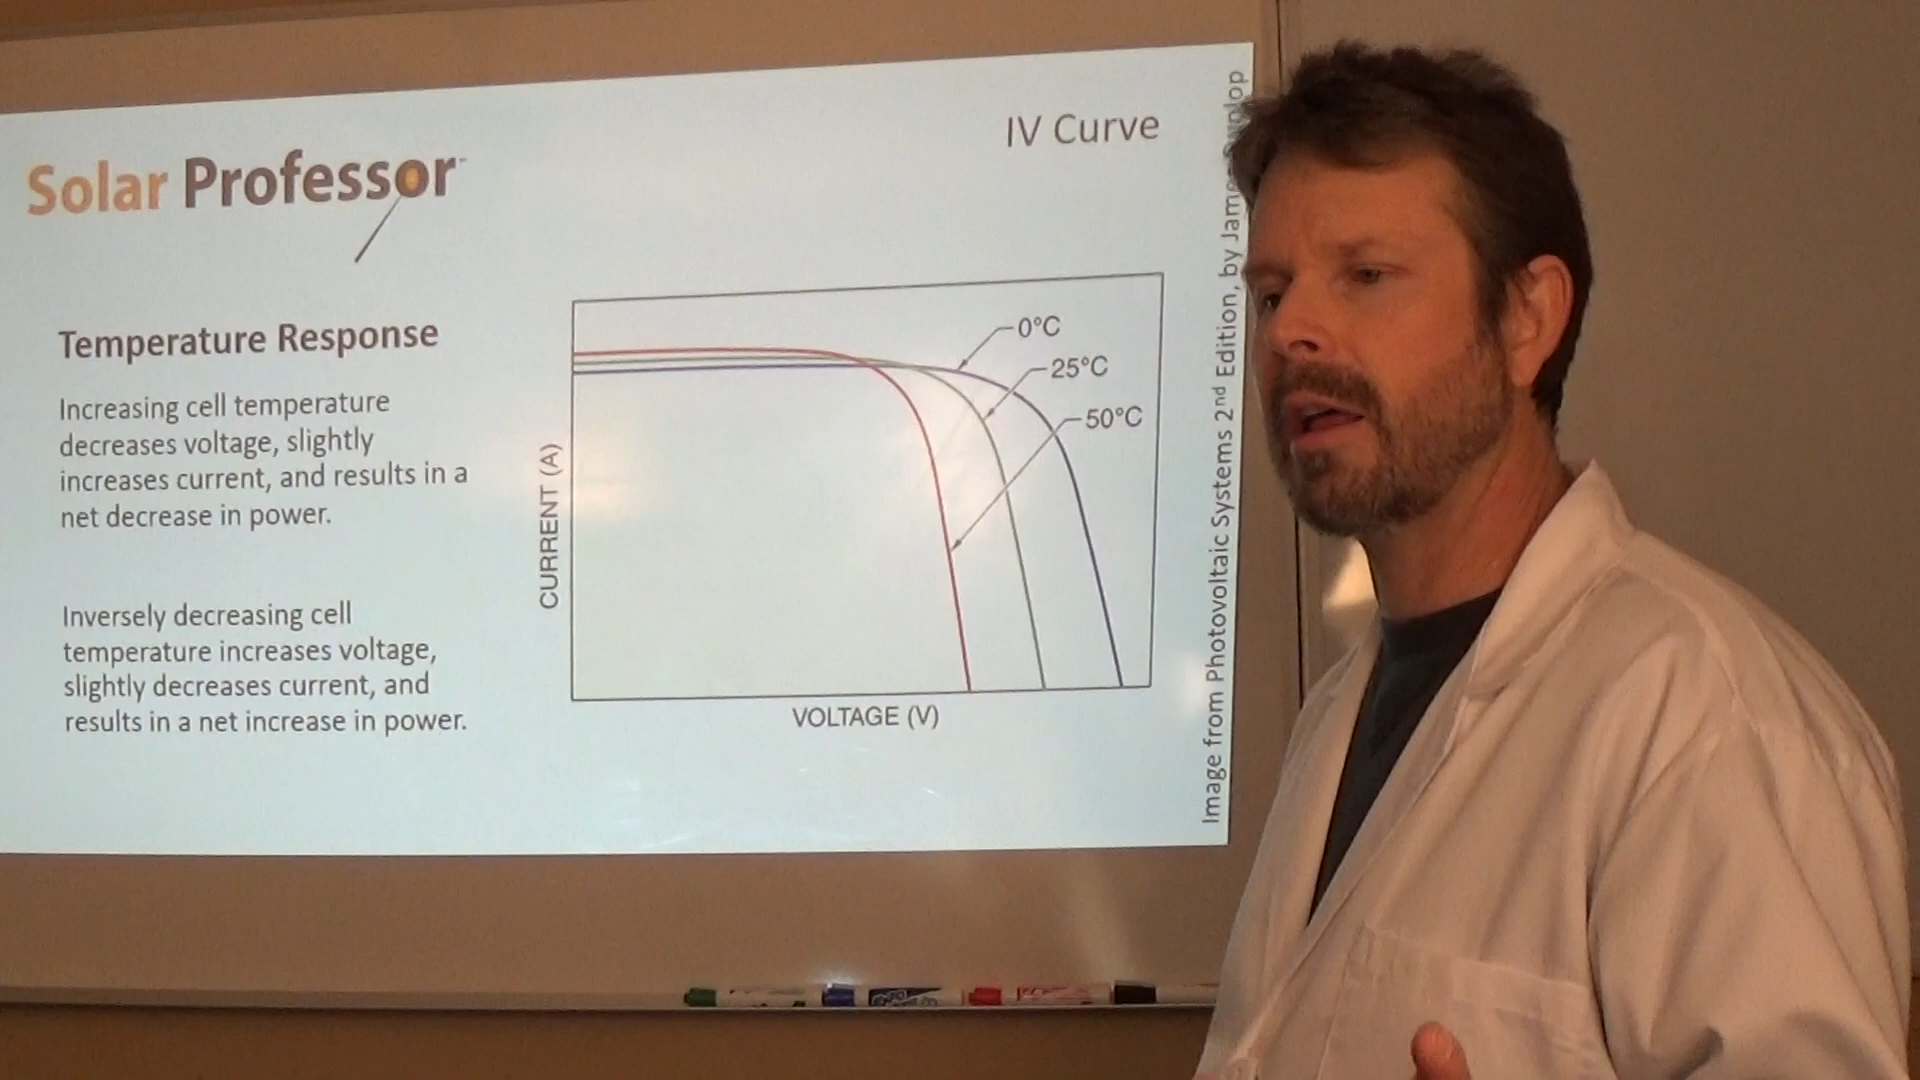 IV Curve
Solar Professor
Temperature Response
Increasing cell temperature
decreases voltage, slightly
increases current, and results in a
net decrease in power.
Inversely decreasing cell
temperature increases voltage,
slightly decreases current, and
results in a net increase in power.
0°C
25°C
50°C
CURRENT (A)
VOLTAGE (V)
Image from Photovoltaic Systems 2nd Edition, by